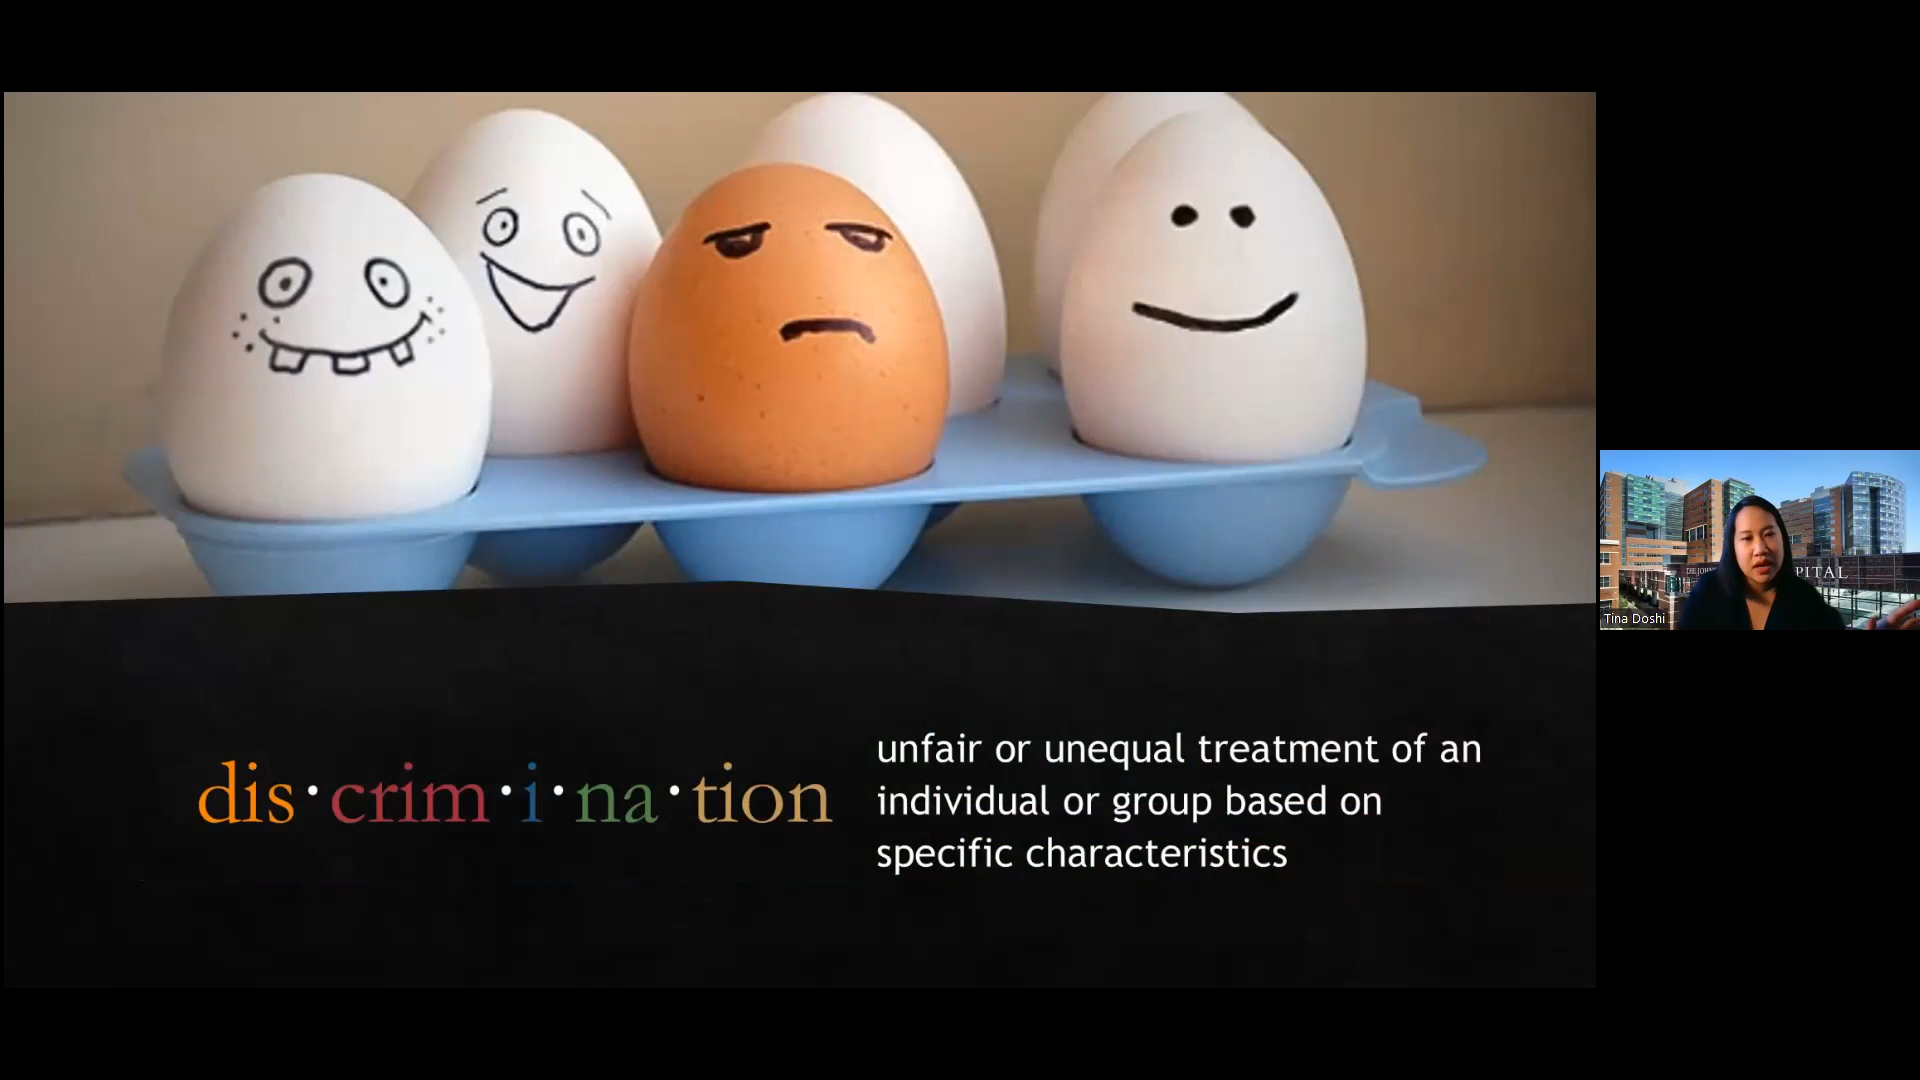 dis·crim·i·na·tion
unfair or unequal treatment of an
individual or group based on
specific characteristics
Tina Doshi